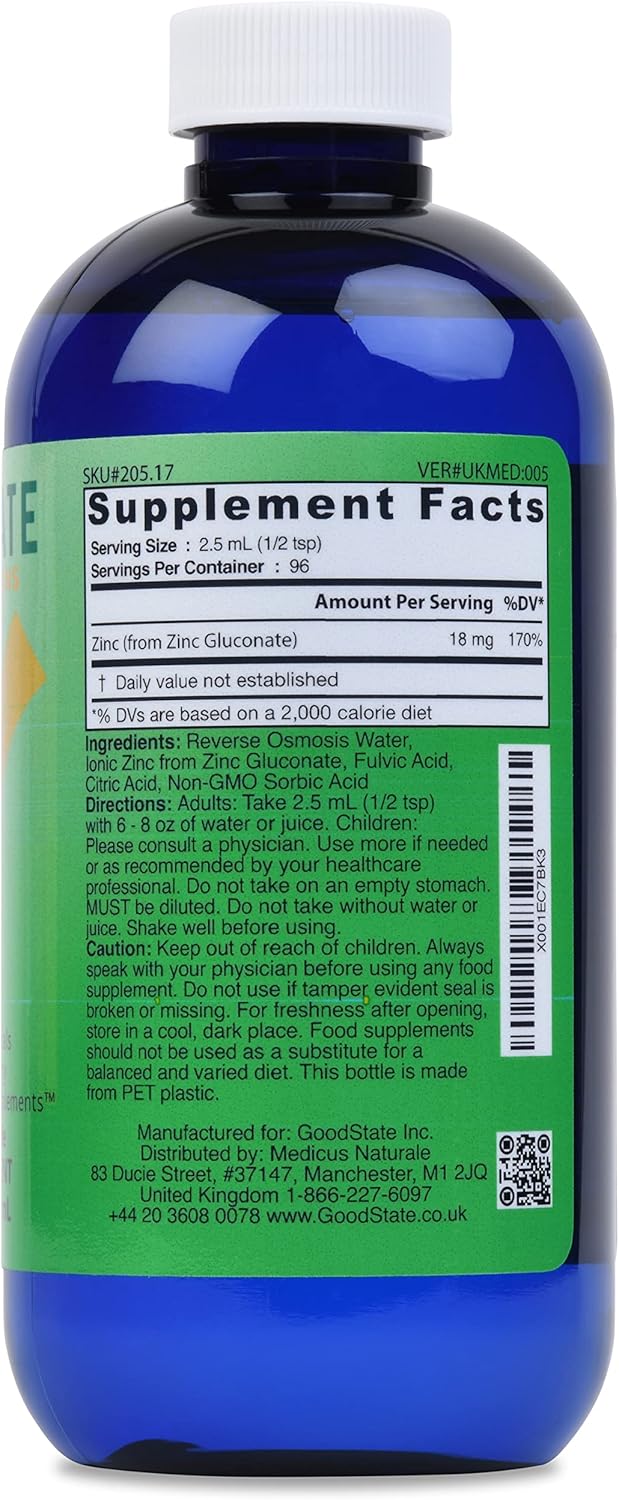 SKU#205.17 VER#UKMED:005
Supplement Facts
Serving Size : 2.5 mL (1/2 tsp)
Servings Per Container : 96
Amount Per Serving %DV*
Zinc (from Zinc Gluconate) 18 mg 170%
† Daily value not established
*% DVs are based on a 2,000 calorie diet
Ingredients: Reverse Osmosis Water,
Ionic Zinc from Zinc Gluconate, Fulvic Acid,
Citric Acid, Non-GMO Sorbic Acid
Directions: Adults: Take 2.5 mL (1/2 tsp)
with 6 - 8 oz of water or juice. Children:
Please consult a physician. Use more if needed
or as recommended by your healthcare
professional. Do not take on an empty stomach.
MUST be diluted. Do not take without water or
juice. Shake well before using.
Caution: Keep out of reach of children. Always
speak with your physician before using any food
supplement. Do not use if tamper evident seal is
broken or missing. For freshness after opening,
store in a cool, dark place. Food supplements
should not be used as a substitute for a
balanced and varied diet. This bottle is made
from PET plastic.
X001EC7BK3
Manufactured for: GoodState Inc.
Distributed by: Medicus Naturale
83 Ducie Street, #37147, Manchester, M1 2JQ
United Kingdom 1-866-227-6097
+44 20 3608 0078 www.GoodState.co.uk